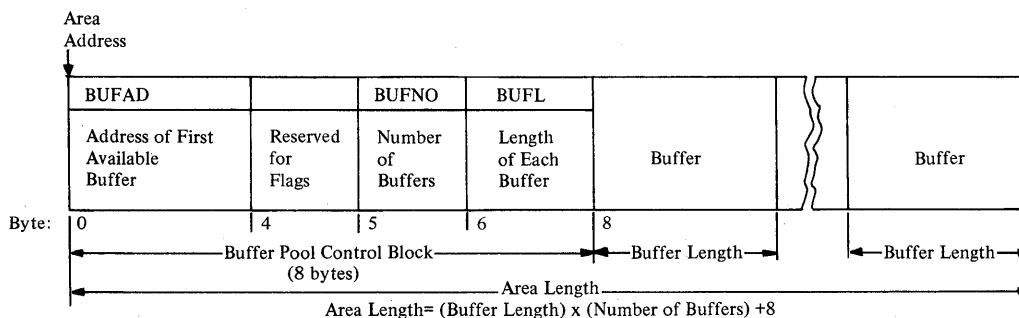 Area
Address
BUFAD BUFNO BUFL
Address of First
Available
Buffer
Reserved
for
Flags
Number
of
Buffers
Length
of Each
Buffer
Buffer
Buffer
Byte: 0 4 5 6 8
Buffer Pool Control Block
(8 bytes)
Buffer Length
Buffer Length
Area Length
Area Length= (Buffer Length) x (Number of Buffers) +8